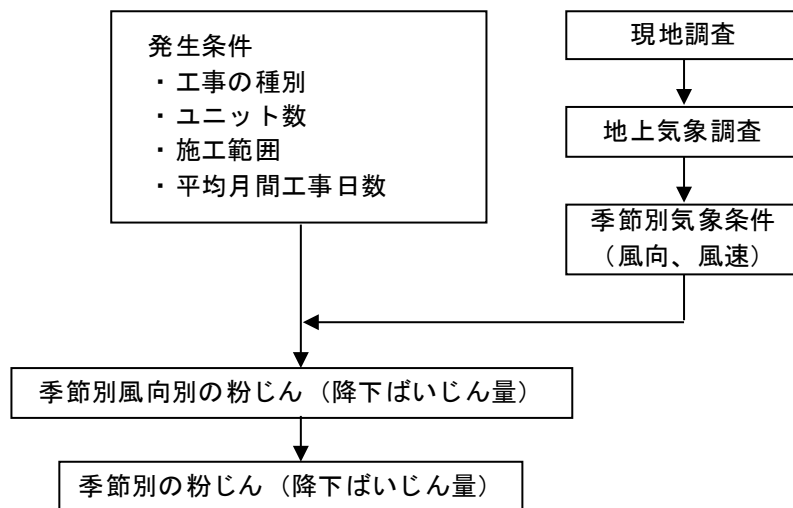 発生条件
・工事の種別
・ユニット数
・施工範囲
・平均月間工事日数
現地調査
地上気象調査
季節別気象条件
（風向、風速）
季節別風向別の粉じん（降下ばいじん量）
季節別の粉じん（降下ばいじん量）